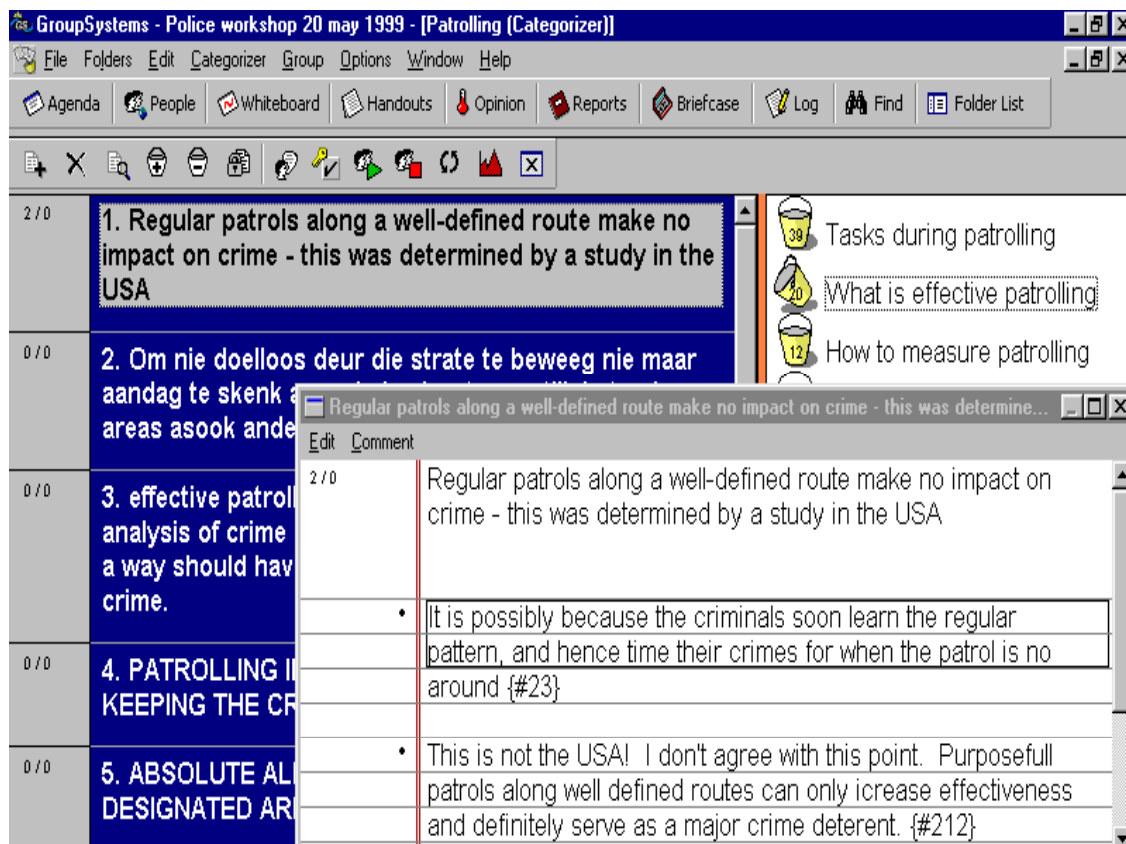 GroupSystems - Police workshop 20 may 1999 - [Patrolling (Categorizer)]
File Folders Edit Categorizer Group Options Window Help
Agenda People Whiteboard Handouts Opinion Reports Briefcase Log Find Folder List
2 / 0
1. Regular patrols along a well-defined route make no
impact on crime - this was determined by a study in the
USA
0 / 0
2. Om nie doelloos deur die strate te beweeg nie maar
aandag te skenk
areas asook ande
0 / 0
3. effective patroll
analysis of crime
a way should hav
crime.
0 / 0
4. PATROLLING
KEEPING THE CR
0 / 0
5. ABSOLUTE ALL
DESIGNATED ARE
38 Tasks during patrolling
20 What is effective patrolling
12 How to measure patrolling
Regular patrols along a well-defined route make no impact on crime - this was determine...
Edit Comment
2 / 0
Regular patrols along a well-defined route make no impact on
crime - this was determined by a study in the USA
• It is possibly because the criminals soon learn the regular
pattern, and hence time their crimes for when the patrol is no
around {#23}
• This is not the USA! I don't agree with this point. Purposefull
patrols along well defined routes can only icrease effectiveness
and definitely serve as a major crime deterent. {#212}